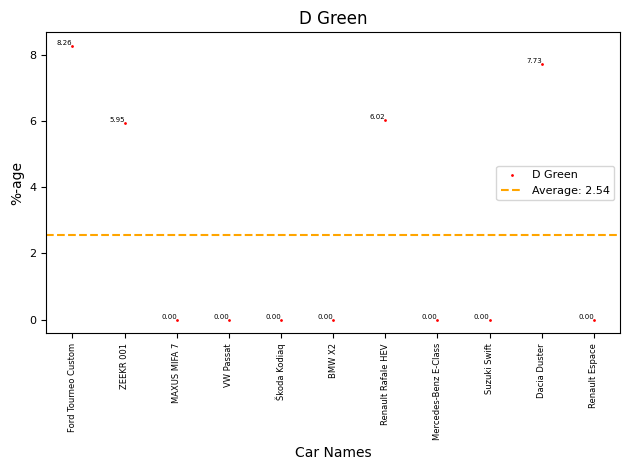 D Green
%-age
8
6
4
2
0
8.26
5.95
0.00
0.00
0.00
0.00
6.02
0.00
0.00
7.73
0.00
D Green
Average: 2.54
Ford Tourneo Custom
ZEEKR 001
MAXUS MIFA 7
VW Passat
Škoda Kodiaq
BMW X2
Renault Rafale HEV
Mercedes-Benz E-Class
Suzuki Swift
Dacia Duster
Renault Espace
Car Names